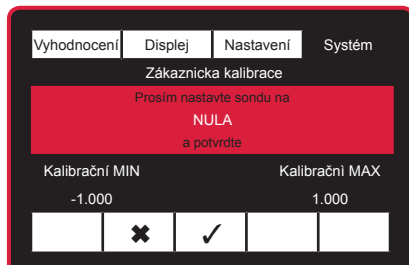 Vyhodnocení Displej Nastavení Systém
Zákaznicka kalibrace
Prosím nastavte sondu na
NULA
a potvrdte
Kalibrační MIN Kalibračnì MAX
-1.000 1.000
✖ ✓